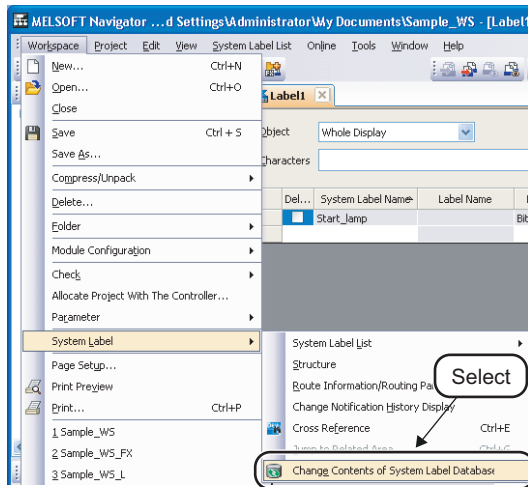 MELSOFT Navigator ...d Settings\Administrator\My Documents\Sample_WS - [Label1
Workspace Project Edit View System Label List Online Tools Window Help
New... Ctrl+N
Open... Ctrl+O
Close
Label1
Save Ctrl + S
Object Whole Display
Save As...
Characters
Compress/Unpack
Delete...
Del... System Label Name Label Name
Folder
Start_lamp Bit
Module Configuration
Check
Allocate Project With The Controller...
Parameter
System Label
System Label List
Page Setup...
Structure
Print Preview
Route Information/Routing Pa
Select
Print... Ctrl+P
Change Notification History Display
1 Sample_WS
Cross Reference Ctrl+E
2 Sample_WS_FX
Jump to Related Area Ctrl+G
3 Sample_WS_L
Change Contents of System Label Database